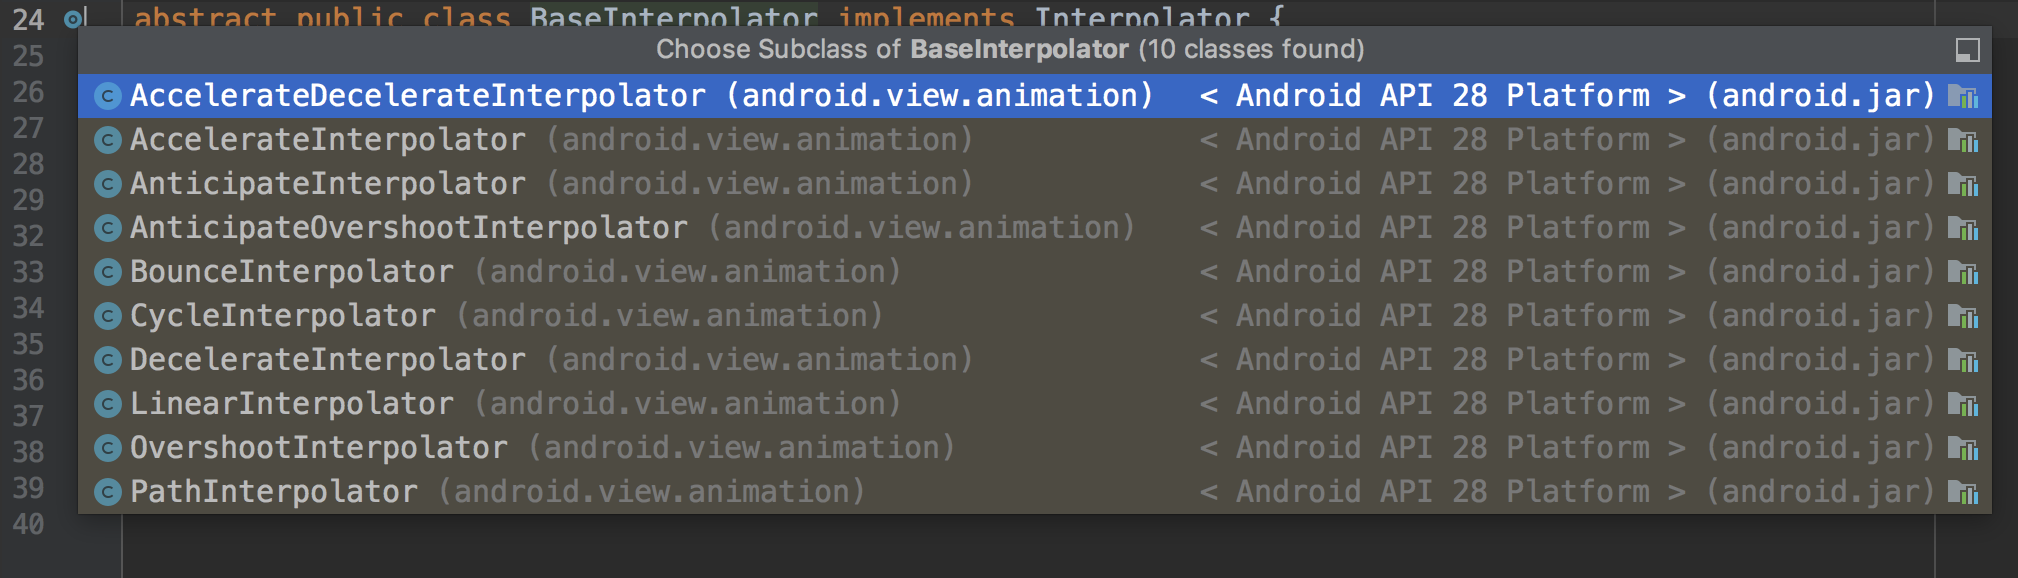 24 abstract public class BaseInterpolator implements Interpolator {
25 Choose Subclass of BaseInterpolator (10 classes found)
26 C AccelerateDecelerateInterpolator (android.view.animation) < Android API 28 Platform > (android.jar)
27 C AccelerateInterpolator (android.view.animation) < Android API 28 Platform > (android.jar)
28 C AnticipateInterpolator (android.view.animation) < Android API 28 Platform > (android.jar)
29 C AnticipateOvershootInterpolator (android.view.animation) < Android API 28 Platform > (android.jar)
32
33 C BounceInterpolator (android.view.animation) < Android API 28 Platform > (android.jar)
34 C CycleInterpolator (android.view.animation) < Android API 28 Platform > (android.jar)
35
36 C DecelerateInterpolator (android.view.animation) < Android API 28 Platform > (android.jar)
37 C LinearInterpolator (android.view.animation) < Android API 28 Platform > (android.jar)
38 C OvershootInterpolator (android.view.animation) < Android API 28 Platform > (android.jar)
39 C PathInterpolator (android.view.animation) < Android API 28 Platform > (android.jar)
40